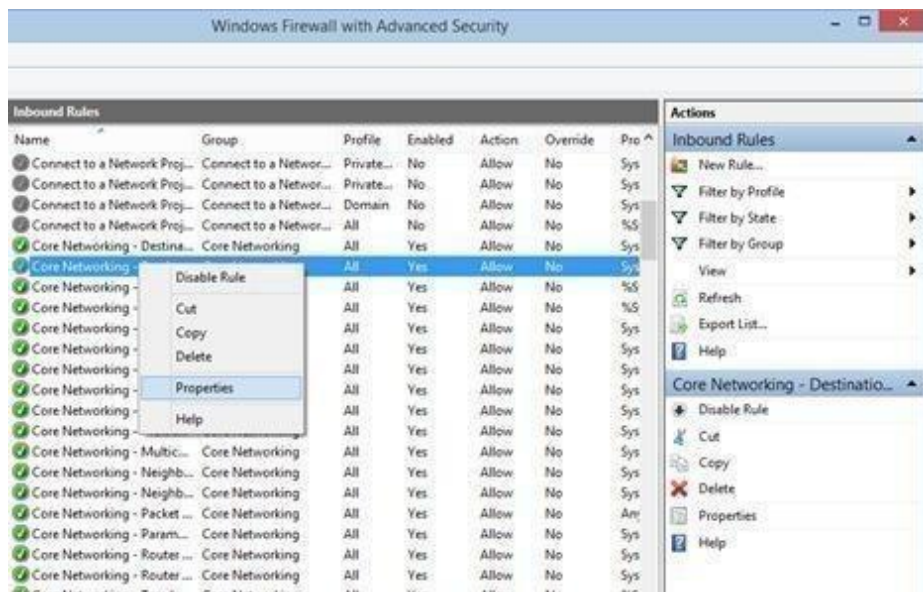 Windows Firewall with Advanced Security
Inbound Rules
Name Group Profile Enabled Action Override Pro
Connect to a Network Proj... Connect to a Networ... Private... No Allow No Sys
Connect to a Network Proj... Connect to a Networ... Private... No Allow No Sys
Connect to a Network Proj... Connect to a Networ... Domain No Allow No Sys
Connect to a Network Proj... Connect to a Networ... All No Allow No %S
Core Networking - Destina... Core Networking All Yes Allow No Sys
Core Networking - All Yes Allow No Sys
Core Networking - All Yes Allow No %S
Core Networking - All Yes Allow No %S
Core Networking - All Yes Allow No Sys
Core Networking - All Yes Allow No Sys
Core Networking - All Yes Allow No Sys
Core Networking - All Yes Allow No Sys
Core Networking - All Yes Allow No Sys
Core Networking - All Yes Allow No Sys
Core Networking - Multic... Core Networking All Yes Allow No Sys
Core Networking - Neighb... Core Networking All Yes Allow No Sys
Core Networking - Neighb... Core Networking All Yes Allow No Sys
Core Networking - Packet ... Core Networking All Yes Allow No Any
Core Networking - Param... Core Networking All Yes Allow No Sys
Core Networking - Router ... Core Networking All Yes Allow No Sys
Core Networking - Router ... Core Networking All Yes Allow No Sys
Disable Rule
Cut
Copy
Delete
Properties
Help
Actions
Inbound Rules
New Rule...
Filter by Profile
Filter by State
Filter by Group
View
Refresh
Export List...
Help
Core Networking - Destinatio...
Disable Rule
Cut
Copy
Delete
Properties
Help